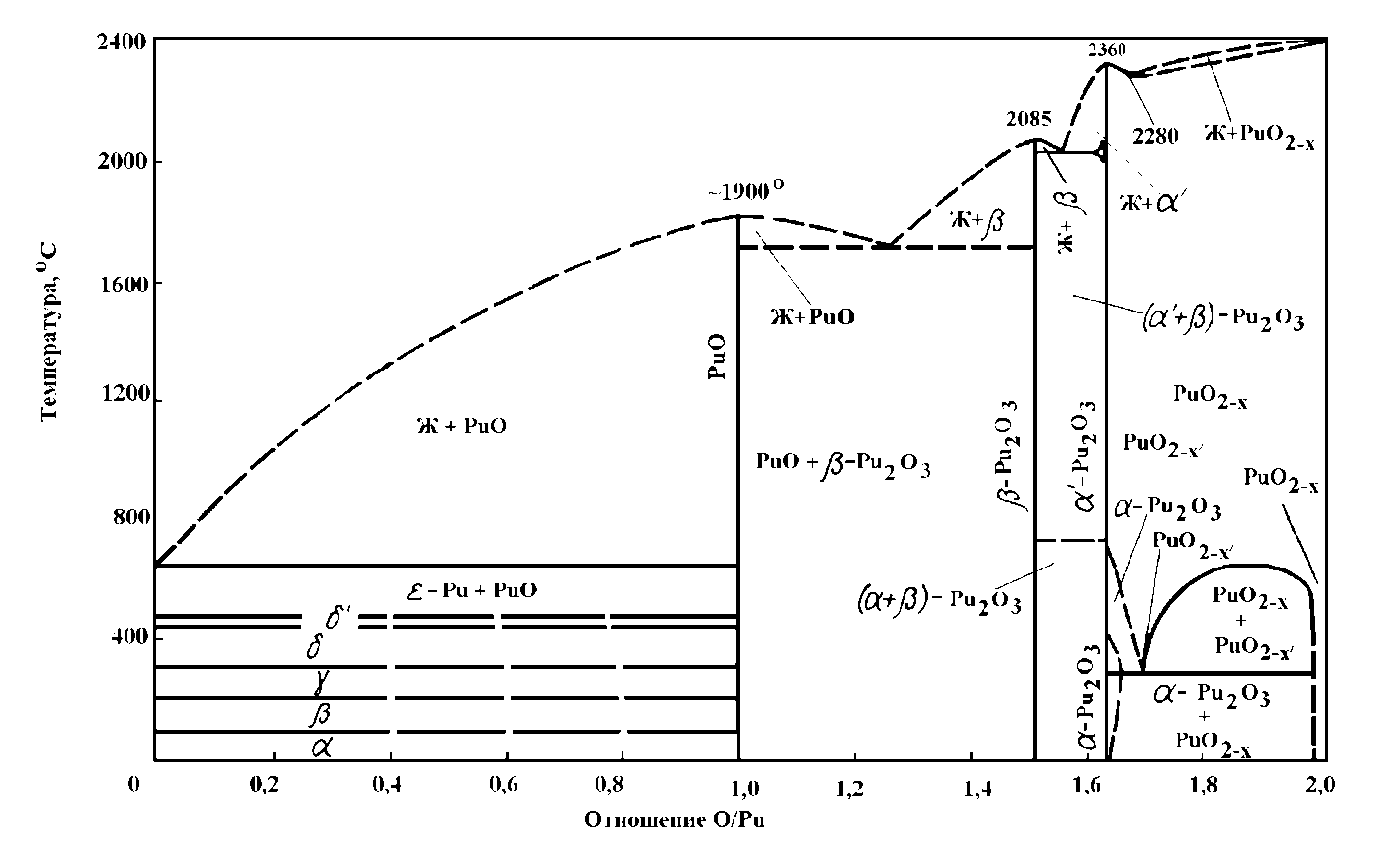 2400
2000
1600
1200
800
400
Температура, °С
2360
2085
2280
Ж+PuO2-x
~1900°
Ж+β
Ж+β
Ж+α′
Ж+PuO
(α′+β)-Pu2O3
PuO
Ж + PuO
PuO + β-Pu2O3
β-Pu2O3
α′-Pu2O3
PuO2-x
PuO2-x′
PuO2-x
α-Pu2O3
PuO2-x′
ε-Pu + PuO
δ′
δ
γ
β
α
(α+β)- Pu2O3
α-Pu2O3
PuO2-x
+
PuO2-x′
α- Pu2O3
+
PuO2-x
0 0,2 0,4 0,6 0,8 1,0 1,2 1,4 1,6 1,8 2,0
Отношение O/Pu